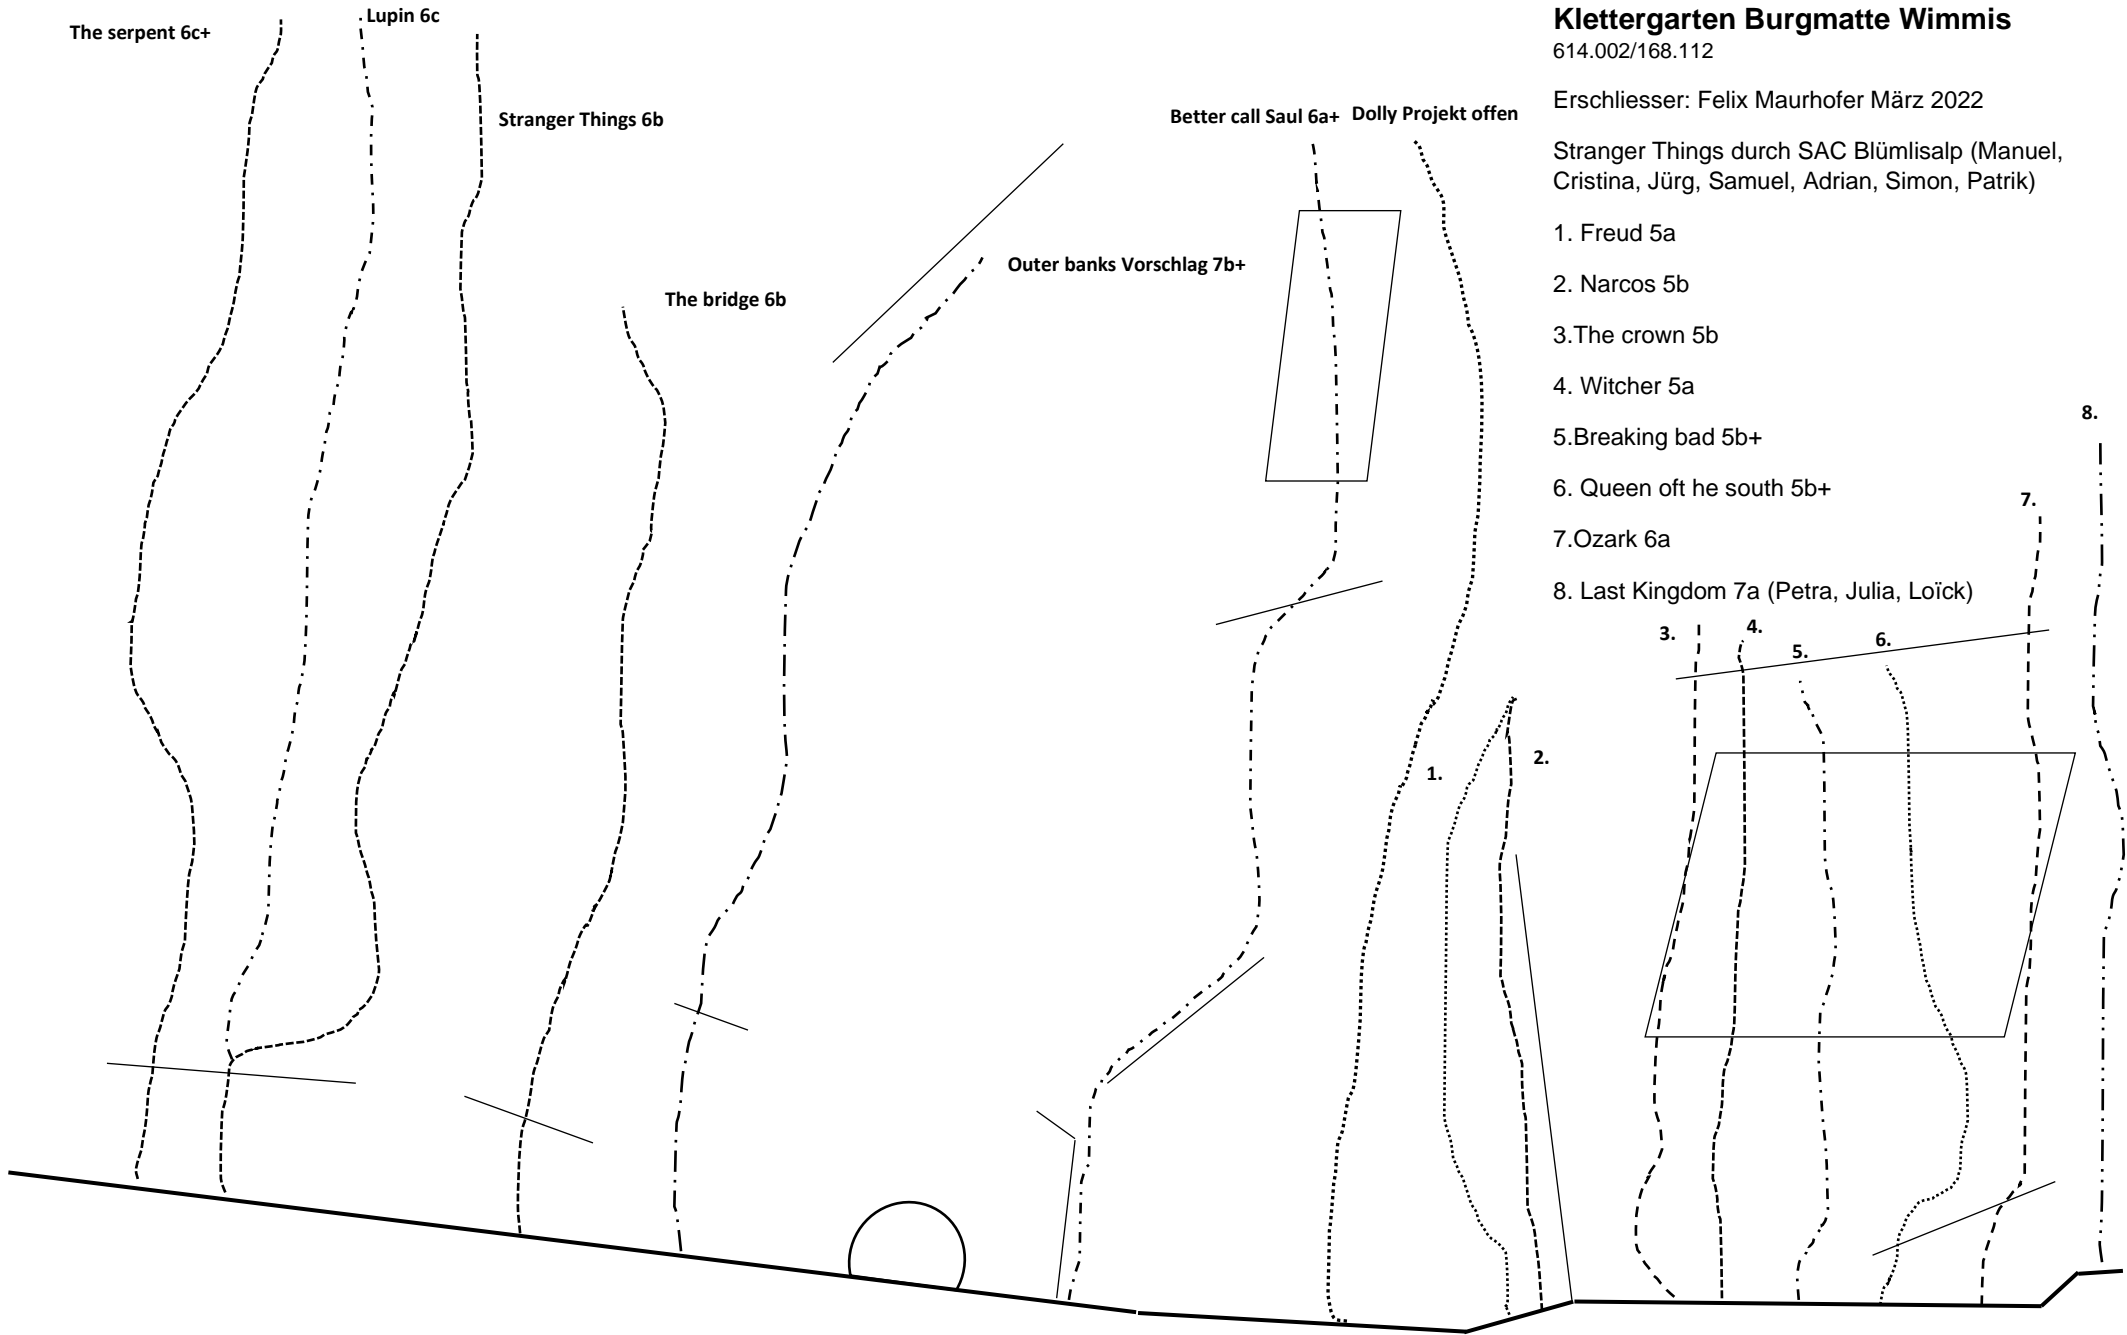 The serpent 6c+
Lupin 6c
Stranger Things 6b
The bridge 6b
Outer banks Vorschlag 7b+
Better call Saul 6a+
Dolly Projekt offen
Klettergarten Burgmatte Wimmis
614.002/168.112
Erschliesser: Felix Maurhofer März 2022
Stranger Things durch SAC Blümlisalp (Manuel,
Cristina, Jürg, Samuel, Adrian, Simon, Patrik)
1. Freud 5a
2. Narcos 5b
3.The crown 5b
4. Witcher 5a
5.Breaking bad 5b+
6. Queen oft he south 5b+
7.Ozark 6a
8. Last Kingdom 7a (Petra, Julia, Loïck)
1.
2.
3.
4.
5.
6.
7.
8.